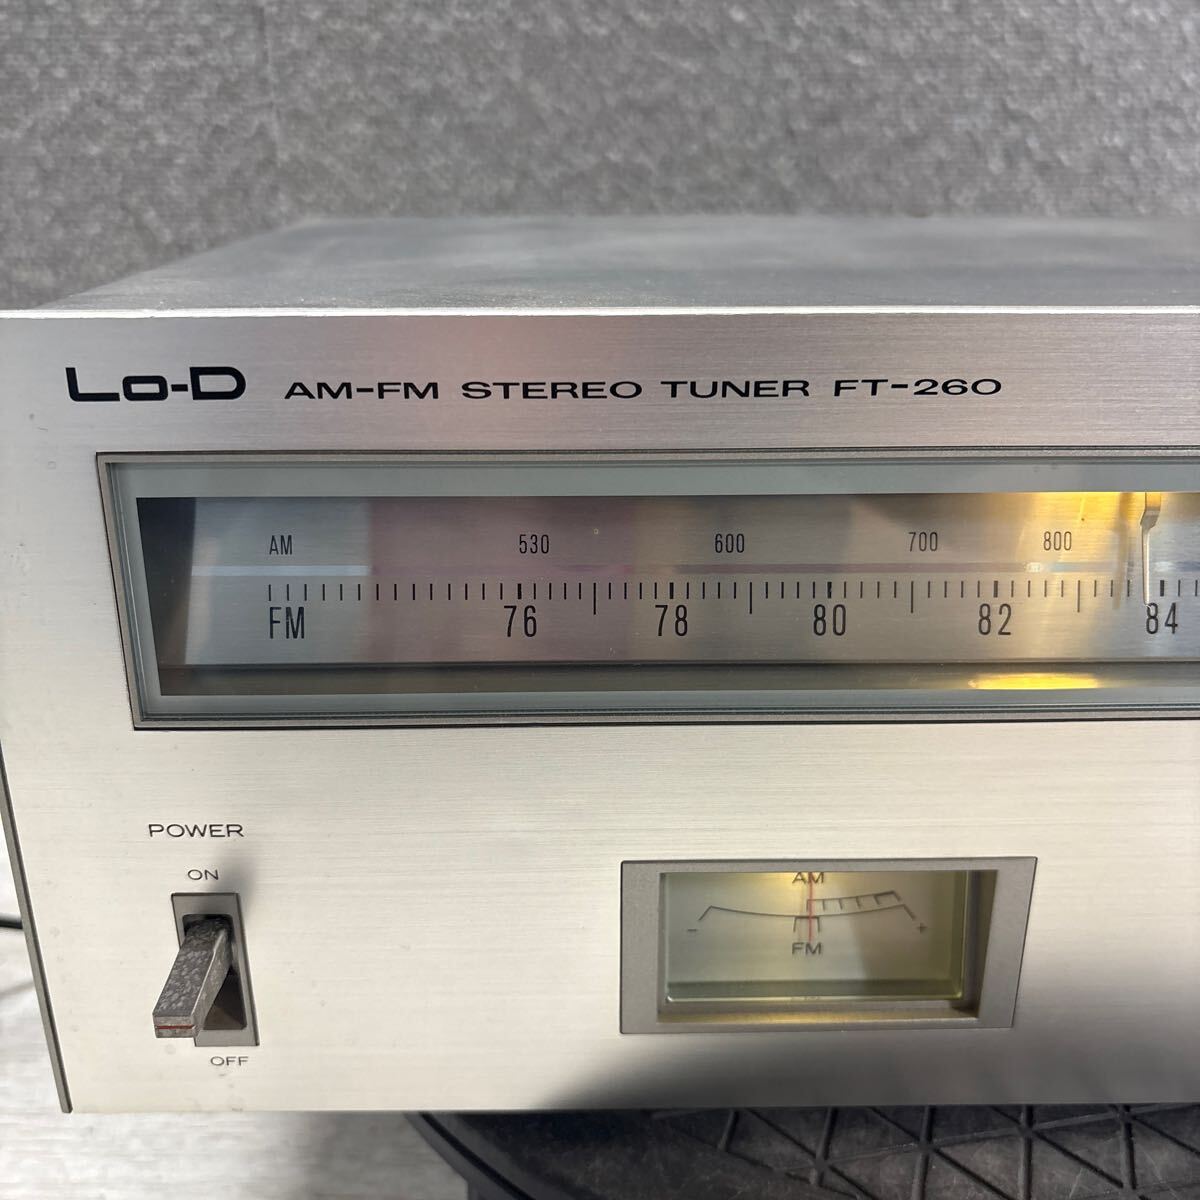 Lo-D AM-FM STEREO TUNER FT-260
AM 530 600 700 800
FM 76 78 80 82 84
POWER
ON
OFF
AM
- +
FM